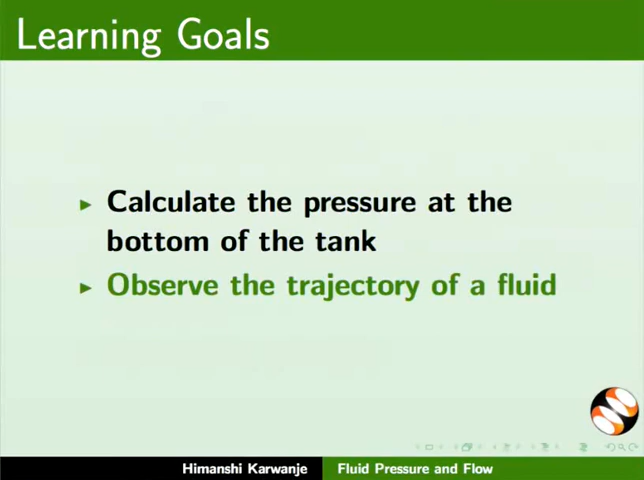 Learning Goals
Calculate the pressure at the
bottom of the tank
Observe the trajectory of a fluid
Himanshi Karwanje
Fluid Pressure and Flow